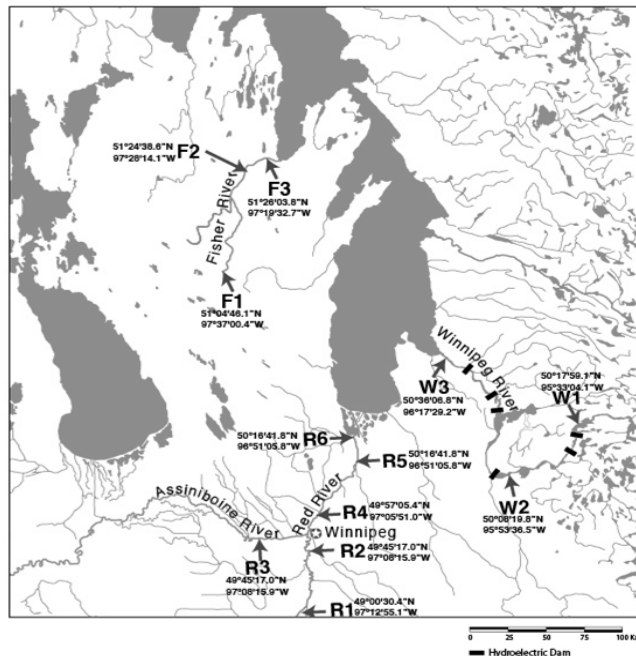 51°24'38.6"N
97°28'14.1"W
F2
F3
51°26'03.8"N
97°19'32.7"W
Fisher River
F1
51°04'46.1"N
97°37'00.4"W
Winnipeg River
W3
50°36'06.8"N
96°17'29.2"W
50°17'59.1"N
95°33'04.1"W
W1
50°16'41.8"N
96°51'05.8"W
R6
R5
50°16'41.8"N
96°51'05.8"W
W2
50°08'19.8"N
95°53'36.5"W
Assiniboine River
Red River
R4
49°57'05.4"N
97°05'51.0"W
Winnipeg
R2
49°45'17.0"N
97°06'15.9"W
R3
49°45'17.0"N
97°08'15.9"W
R1
49°00'30.4"N
97°12'55.1"W
0 25 50 75 100 Km
Hydroelectric Dam